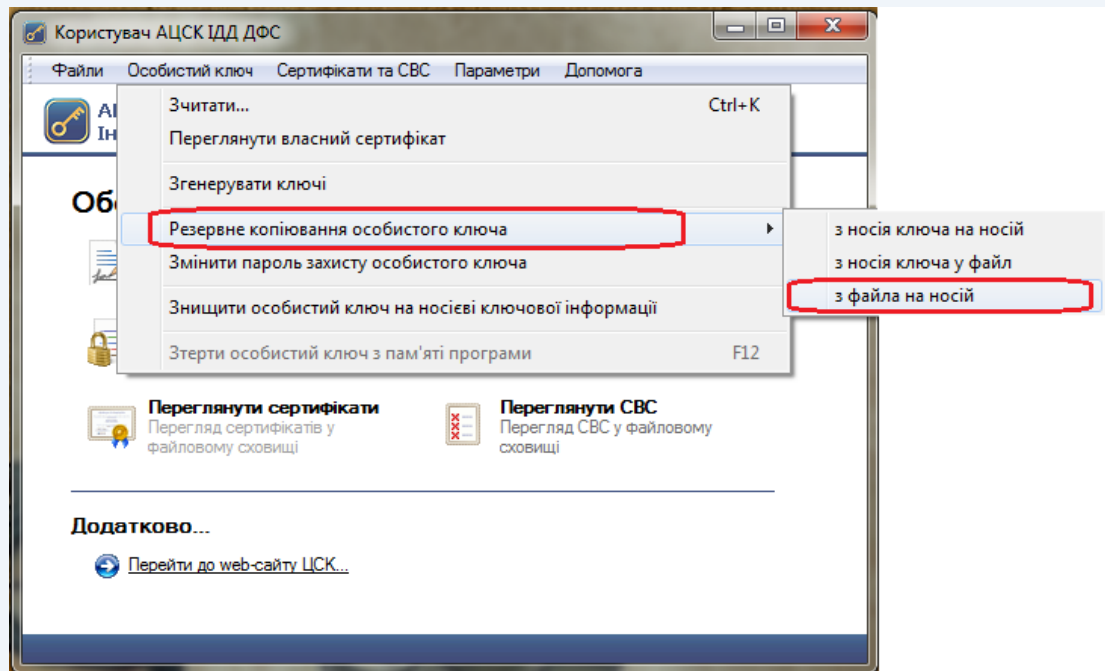 Користувач АЦСК ІДД ДФС
Файли Особистий ключ Сертифікати та СВС Параметри Допомога
Зчитати... Ctrl+K
Переглянути власний сертифікат
Згенерувати ключі
Резервне копіювання особистого ключа
з носія ключа на носій
з носія ключа у файл
з файла на носій
Змінити пароль захисту особистого ключа
Знищити особистий ключ на носієві ключової інформації
Зтерти особистий ключ з пам'яті програми F12
Переглянути сертифікати
Перегляд сертифікатів у
файловому сховищі
Переглянути СВС
Перегляд СВС у файловому
сховищі
Додатково...
Перейти до web-сайту ЦСК...